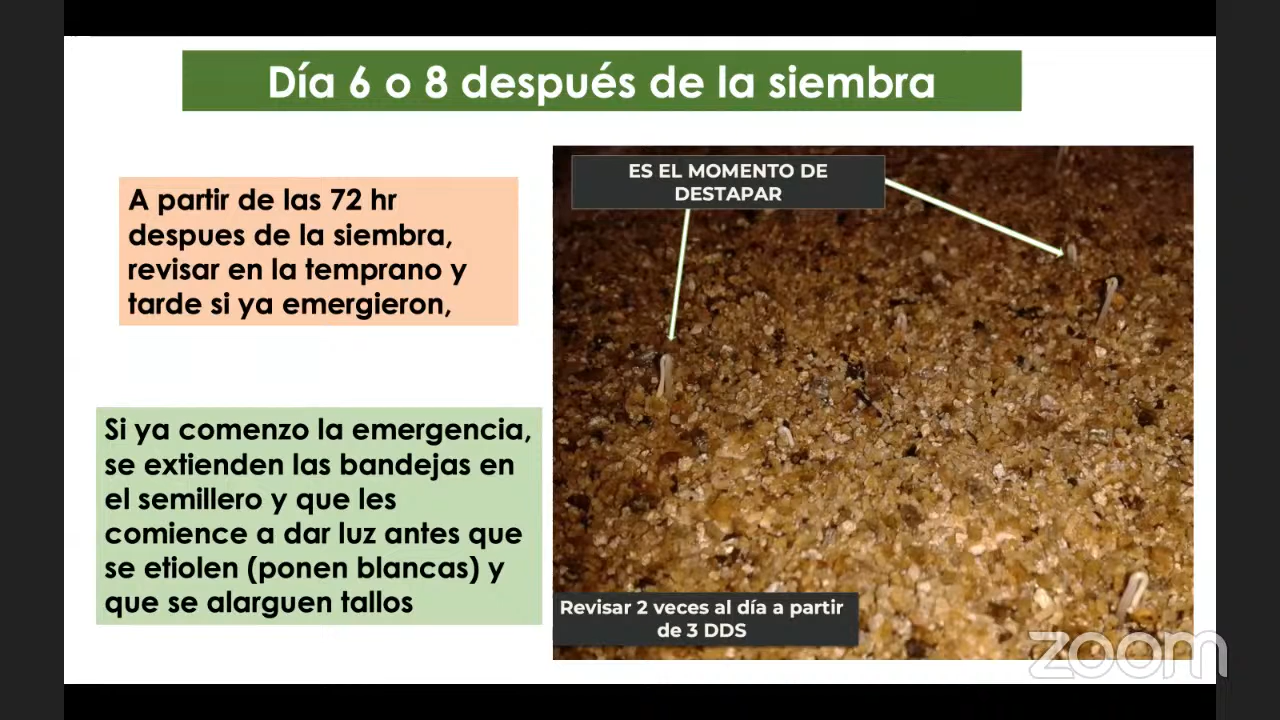 Día 6 o 8 después de la siembra
A partir de las 72 hr
despues de la siembra,
revisar en la temprano y
tarde si ya emergieron,
Si ya comenzo la emergencia,
se extienden las bandejas en
el semillero y que les
comience a dar luz antes que
se etiolen (ponen blancas) y
que se alarguen tallos
ES EL MOMENTO DE
DESTAPAR
Revisar 2 veces al día a partir
de 3 DDS
zoom